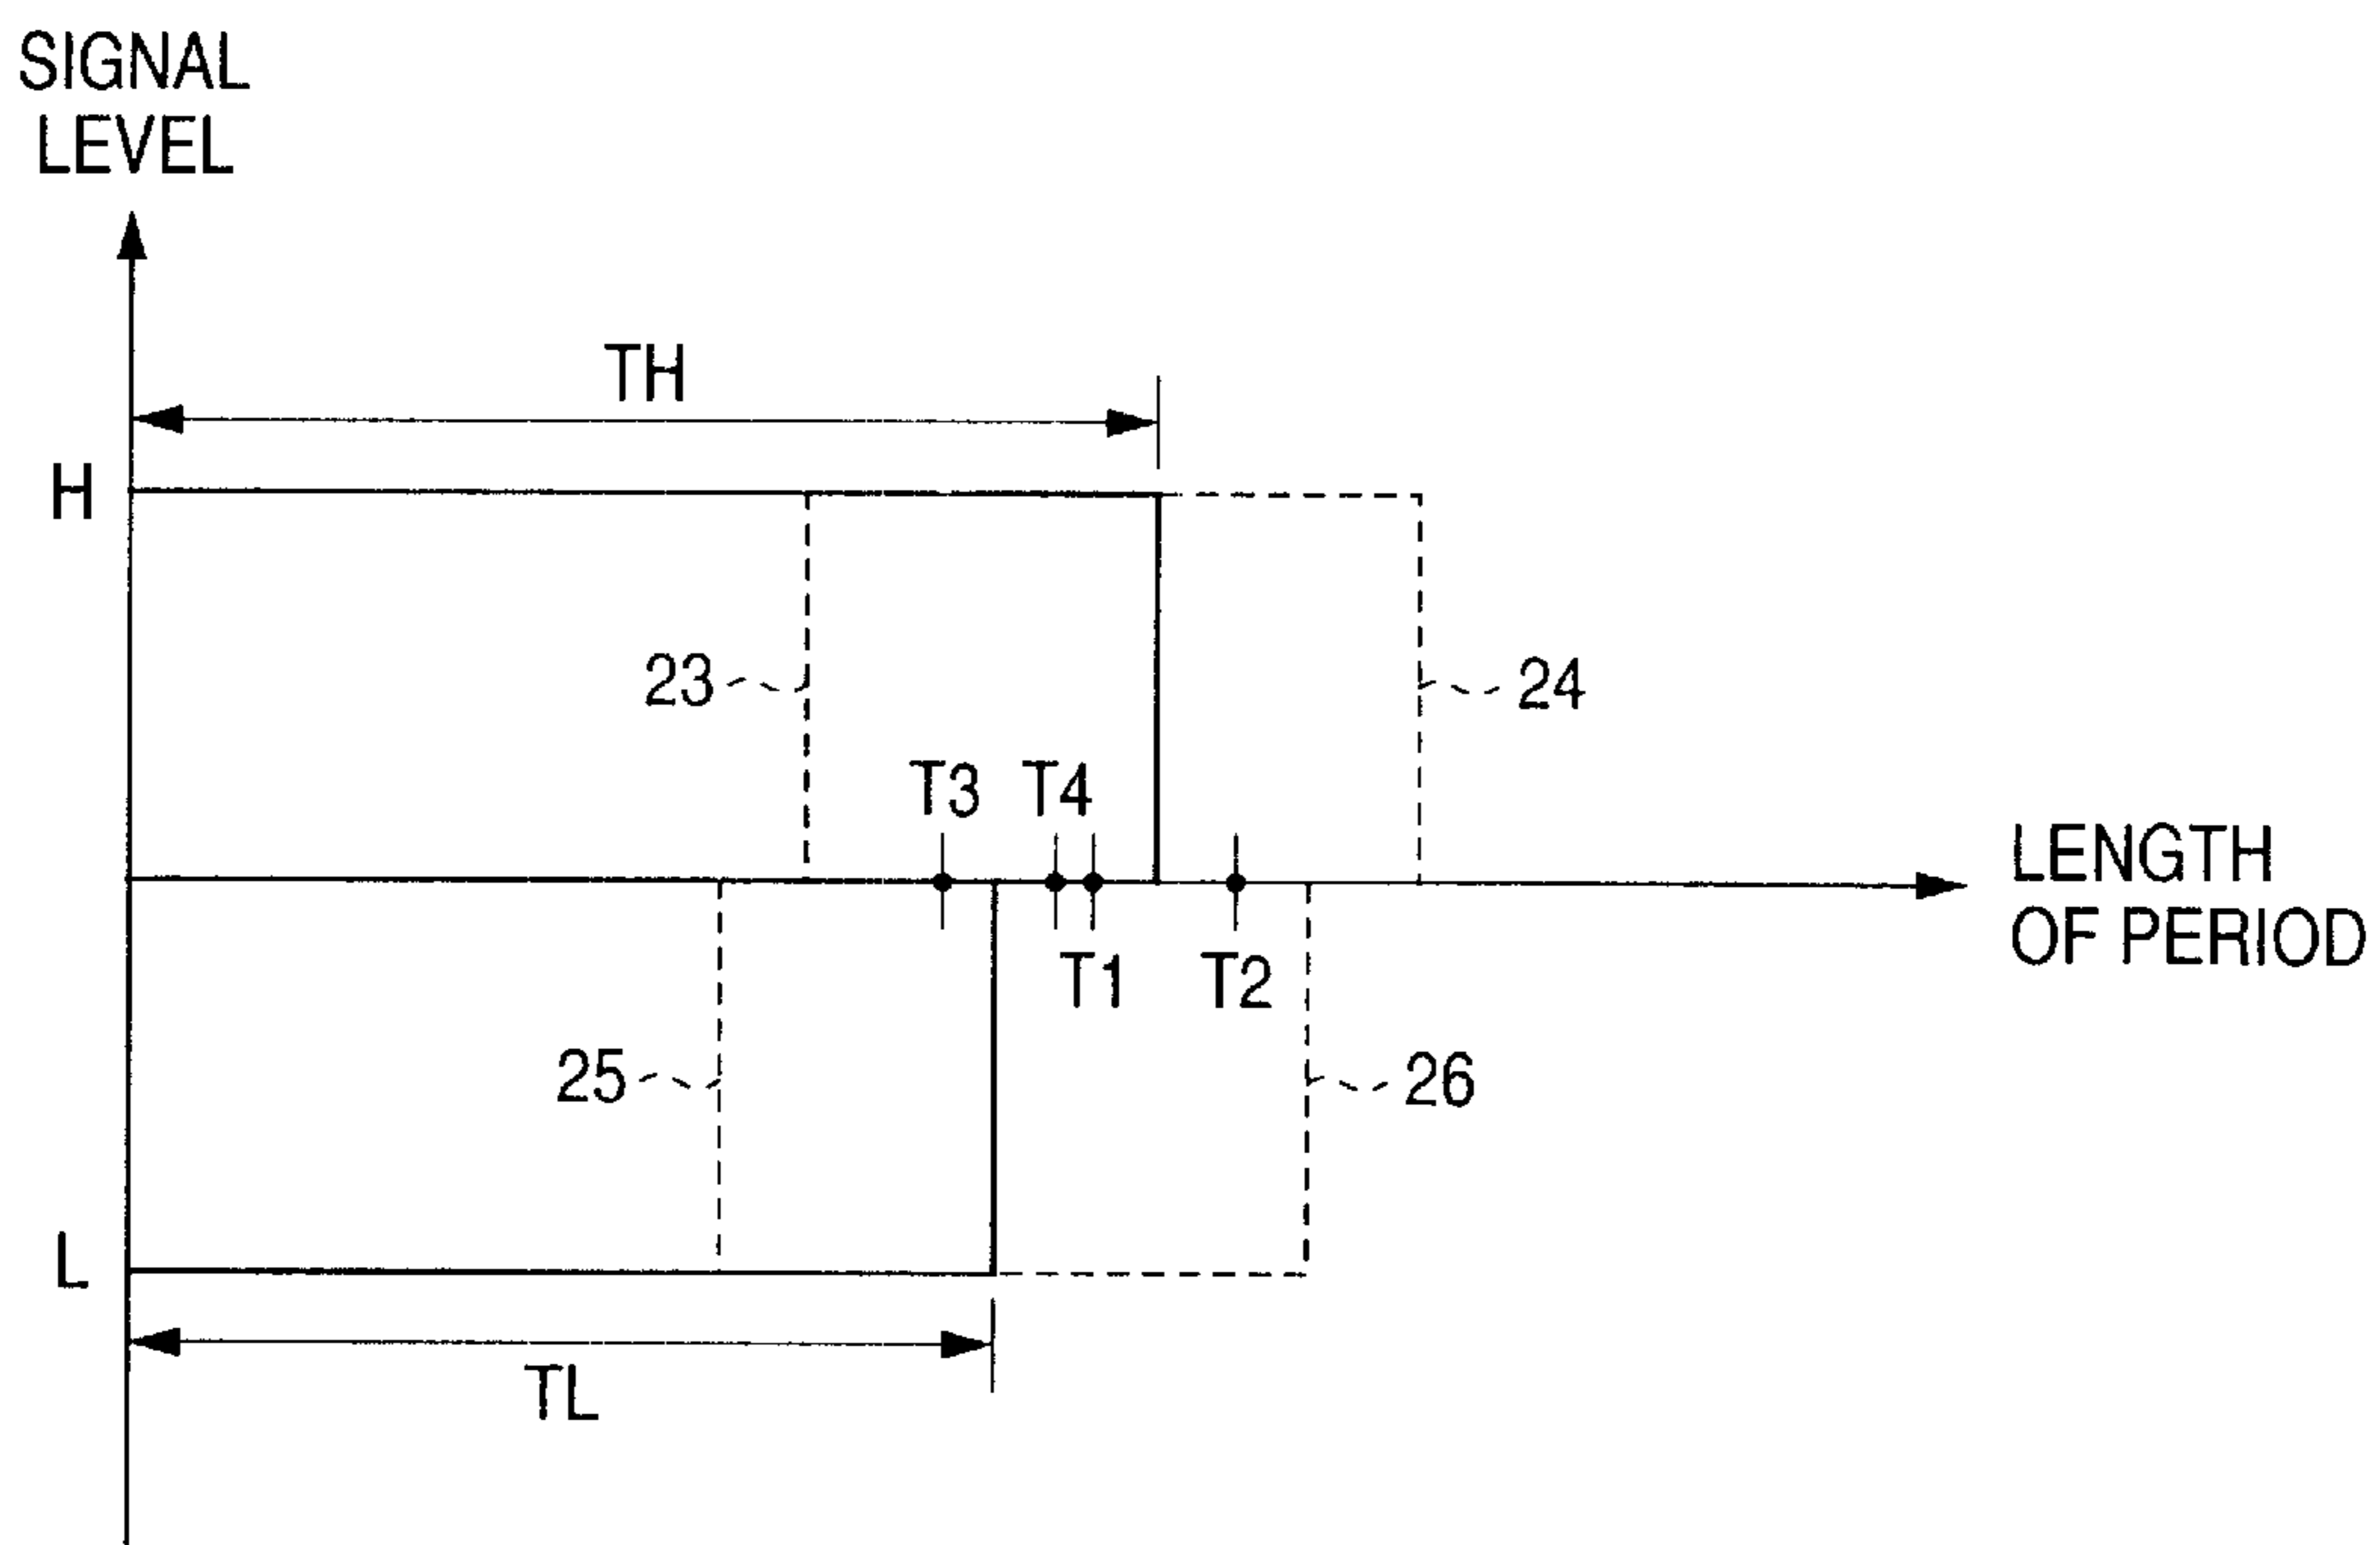 SIGNAL
LEVEL
TH
H
23
24
T3
T4
LENGTH
OF PERIOD
T1
T2
25
26
L
TL